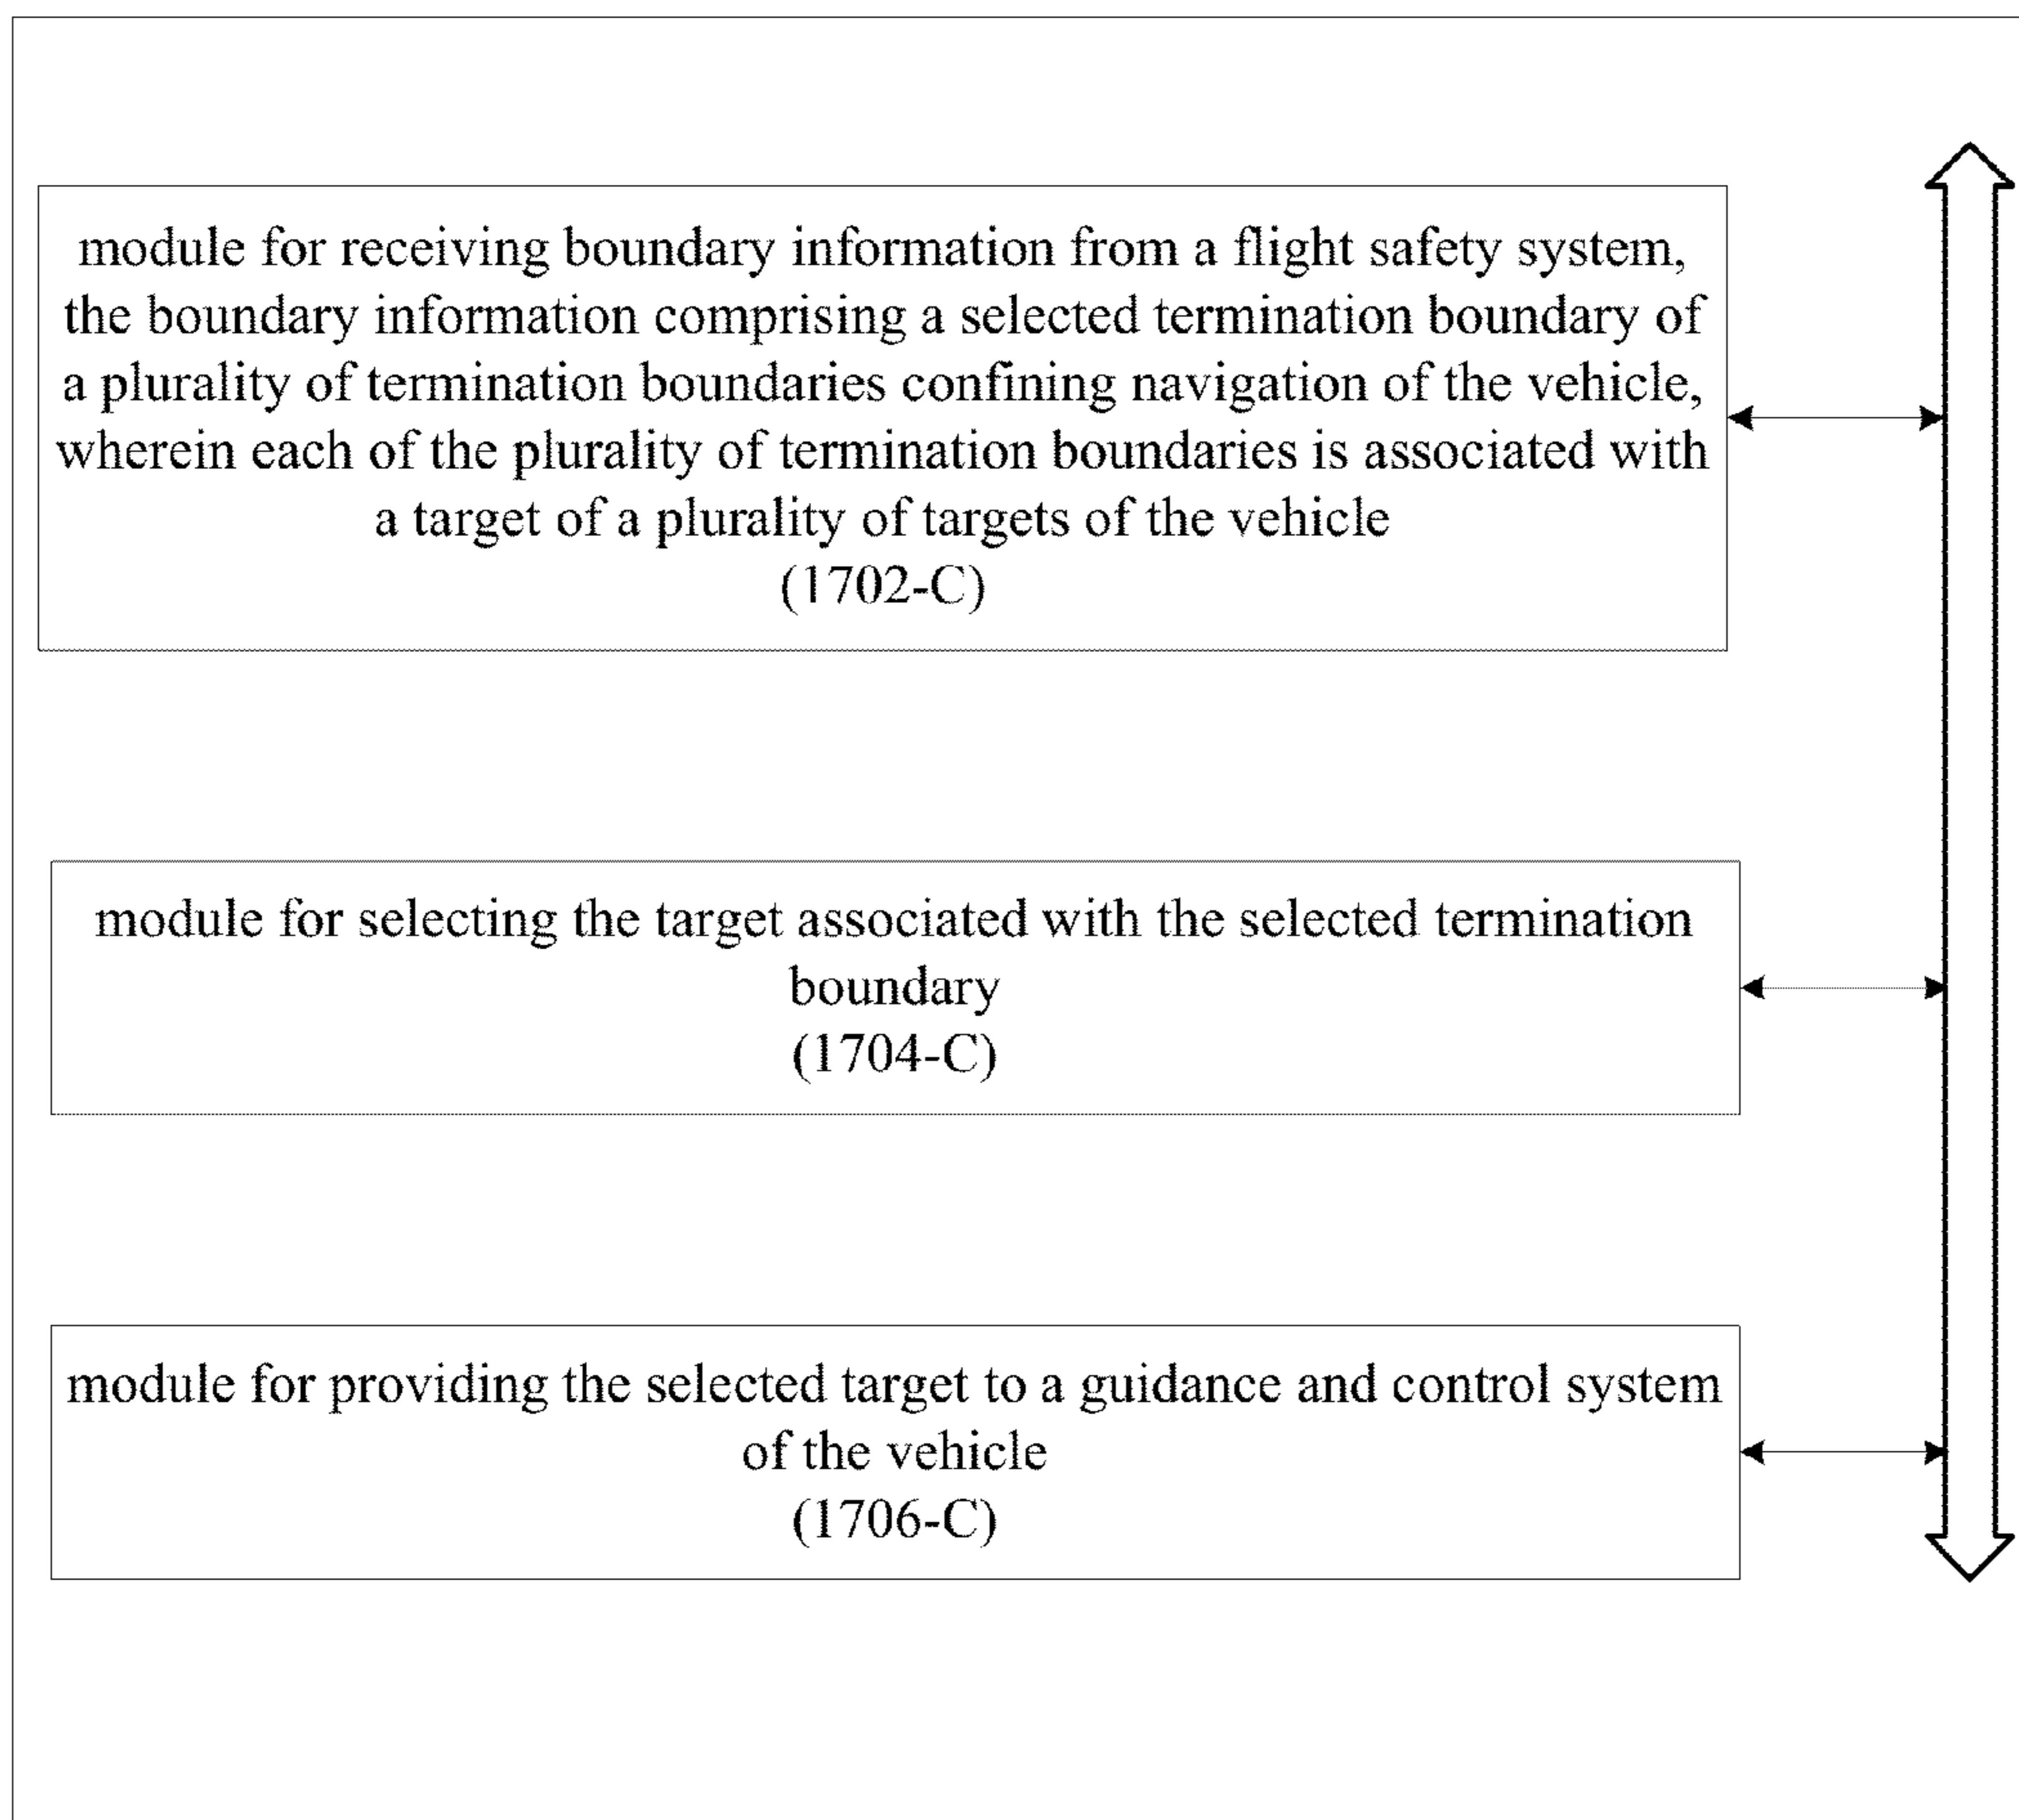 module for receiving boundary information from a flight safety system,
the boundary information comprising a selected termination boundary of
a plurality of termination boundaries confining navigation of the vehicle,
wherein each of the plurality of termination boundaries is associated with
a target of a plurality of targets of the vehicle
(1702-C)
module for selecting the target associated with the selected termination
boundary
(1704-C)
module for providing the selected target to a guidance and control system
of the vehicle
(1706-C)